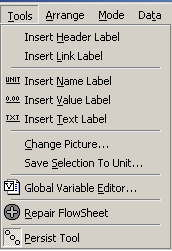 Tools Arrange Mode Data
Insert Header Label
Insert Link Label
UNIT Insert Name Label
0.00 Insert Value Label
TXT Insert Text Label
Change Picture...
Save Selection To Unit...
Global Variable Editor...
Repair FlowSheet
Persist Tool